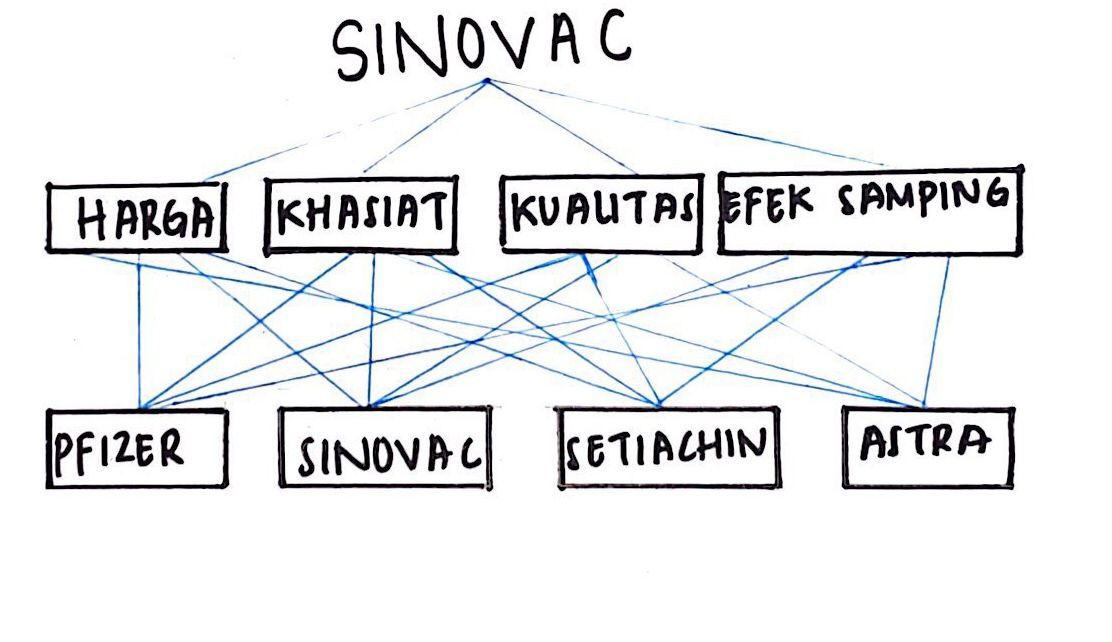 SINOVAC
HARGA
KHASIAT
KUALITAS
EFEK SAMPING
PFIZER
SINOVAC
SETIACHIN
ASTRA